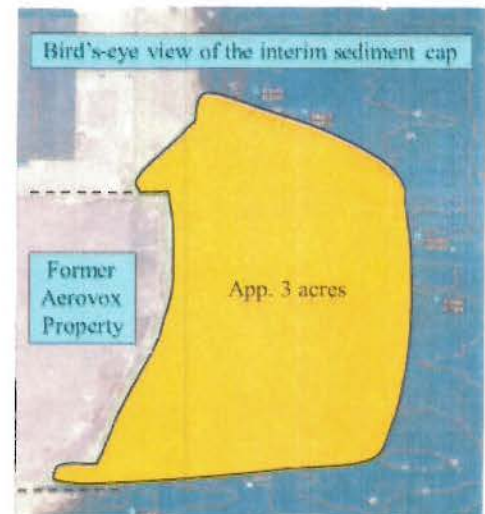 Bird's-eye view of the interim sediment cap
Former
Aerovox
Property
App. 3 acres